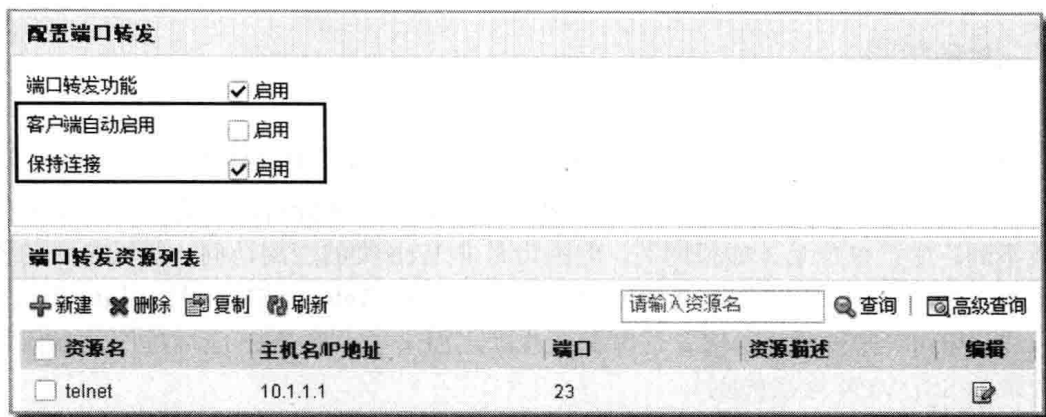 配置端口转发
端口转发功能 启用
客户端自动启用 启用
保持连接 启用
端口转发资源列表
新建 删除 复制 刷新 请输入资源名 查询 | 高级查询
资源名 主机名/IP地址 端口 资源描述 编辑
telnet 10.1.1.1 23